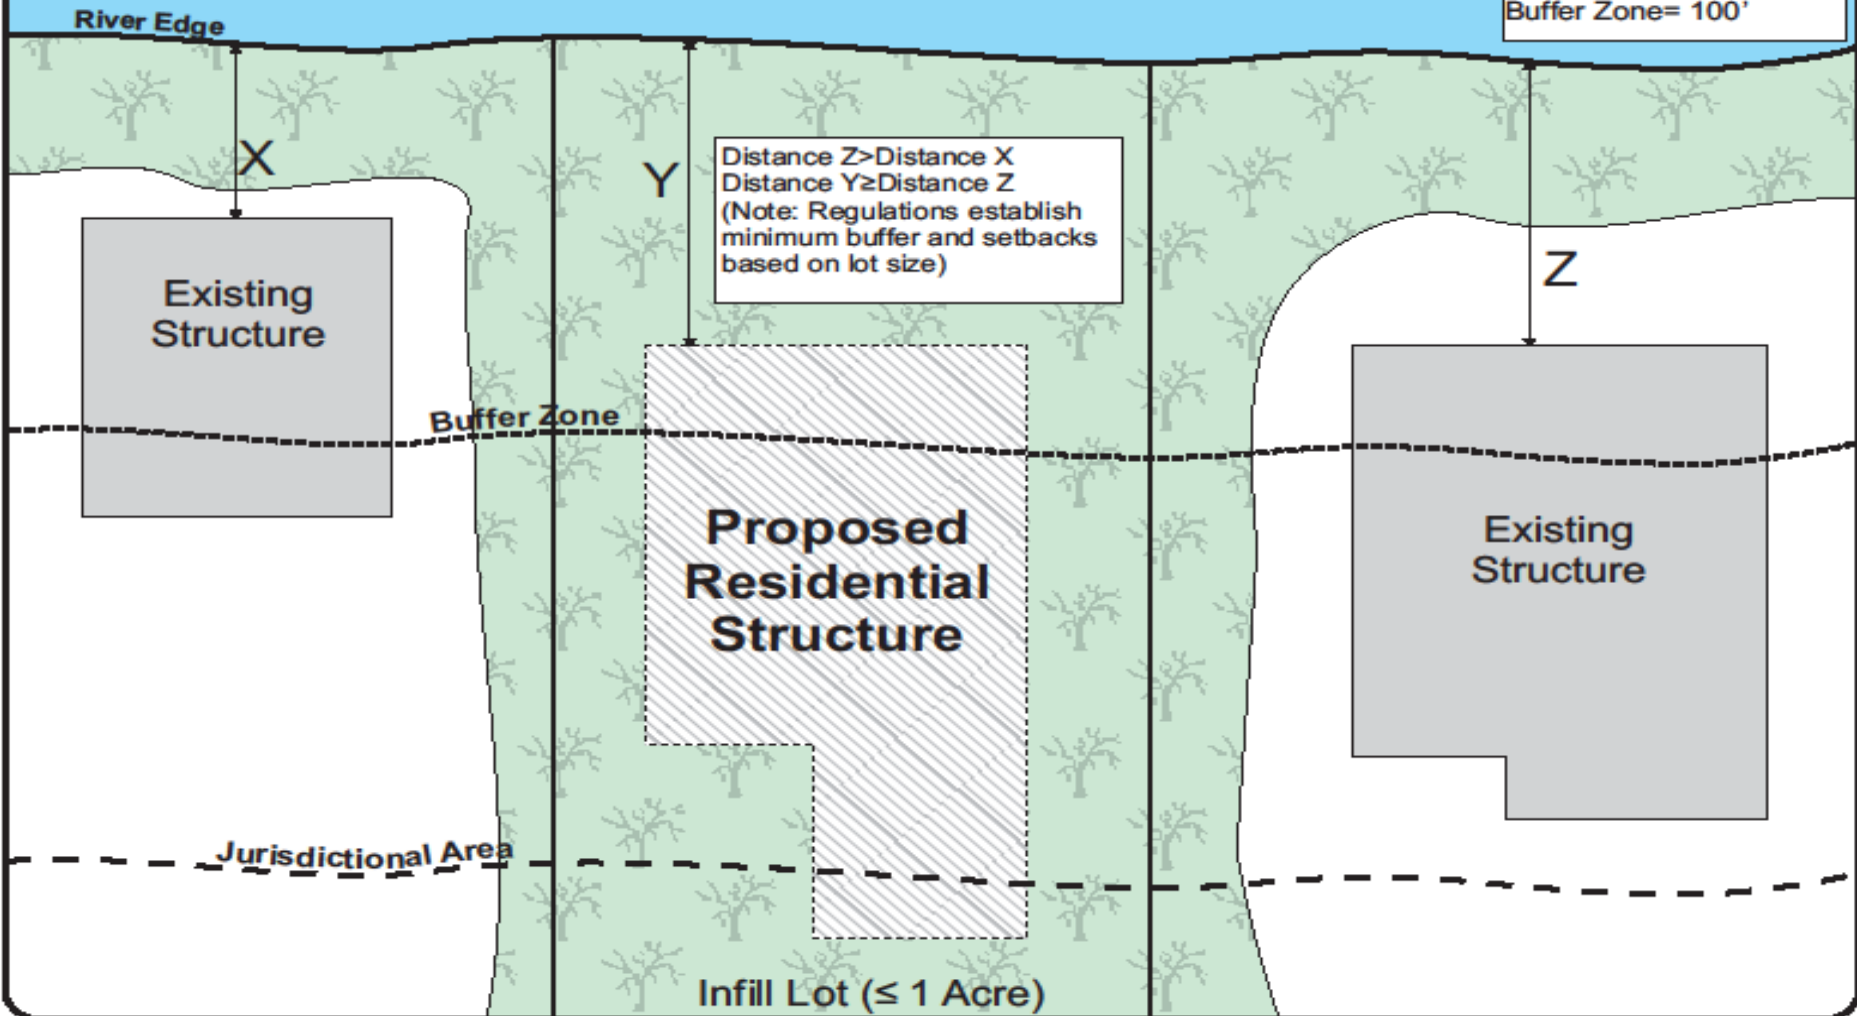 River Edge
Buffer Zone= 100'
X
Y
Distance Z>Distance X
Distance Y≥Distance Z
(Note: Regulations establish
minimum buffer and setbacks
based on lot size)
Z
Existing
Structure
Buffer Zone
Proposed
Residential
Structure
Existing
Structure
Jurisdictional Area
Infill Lot (≤ 1 Acre)